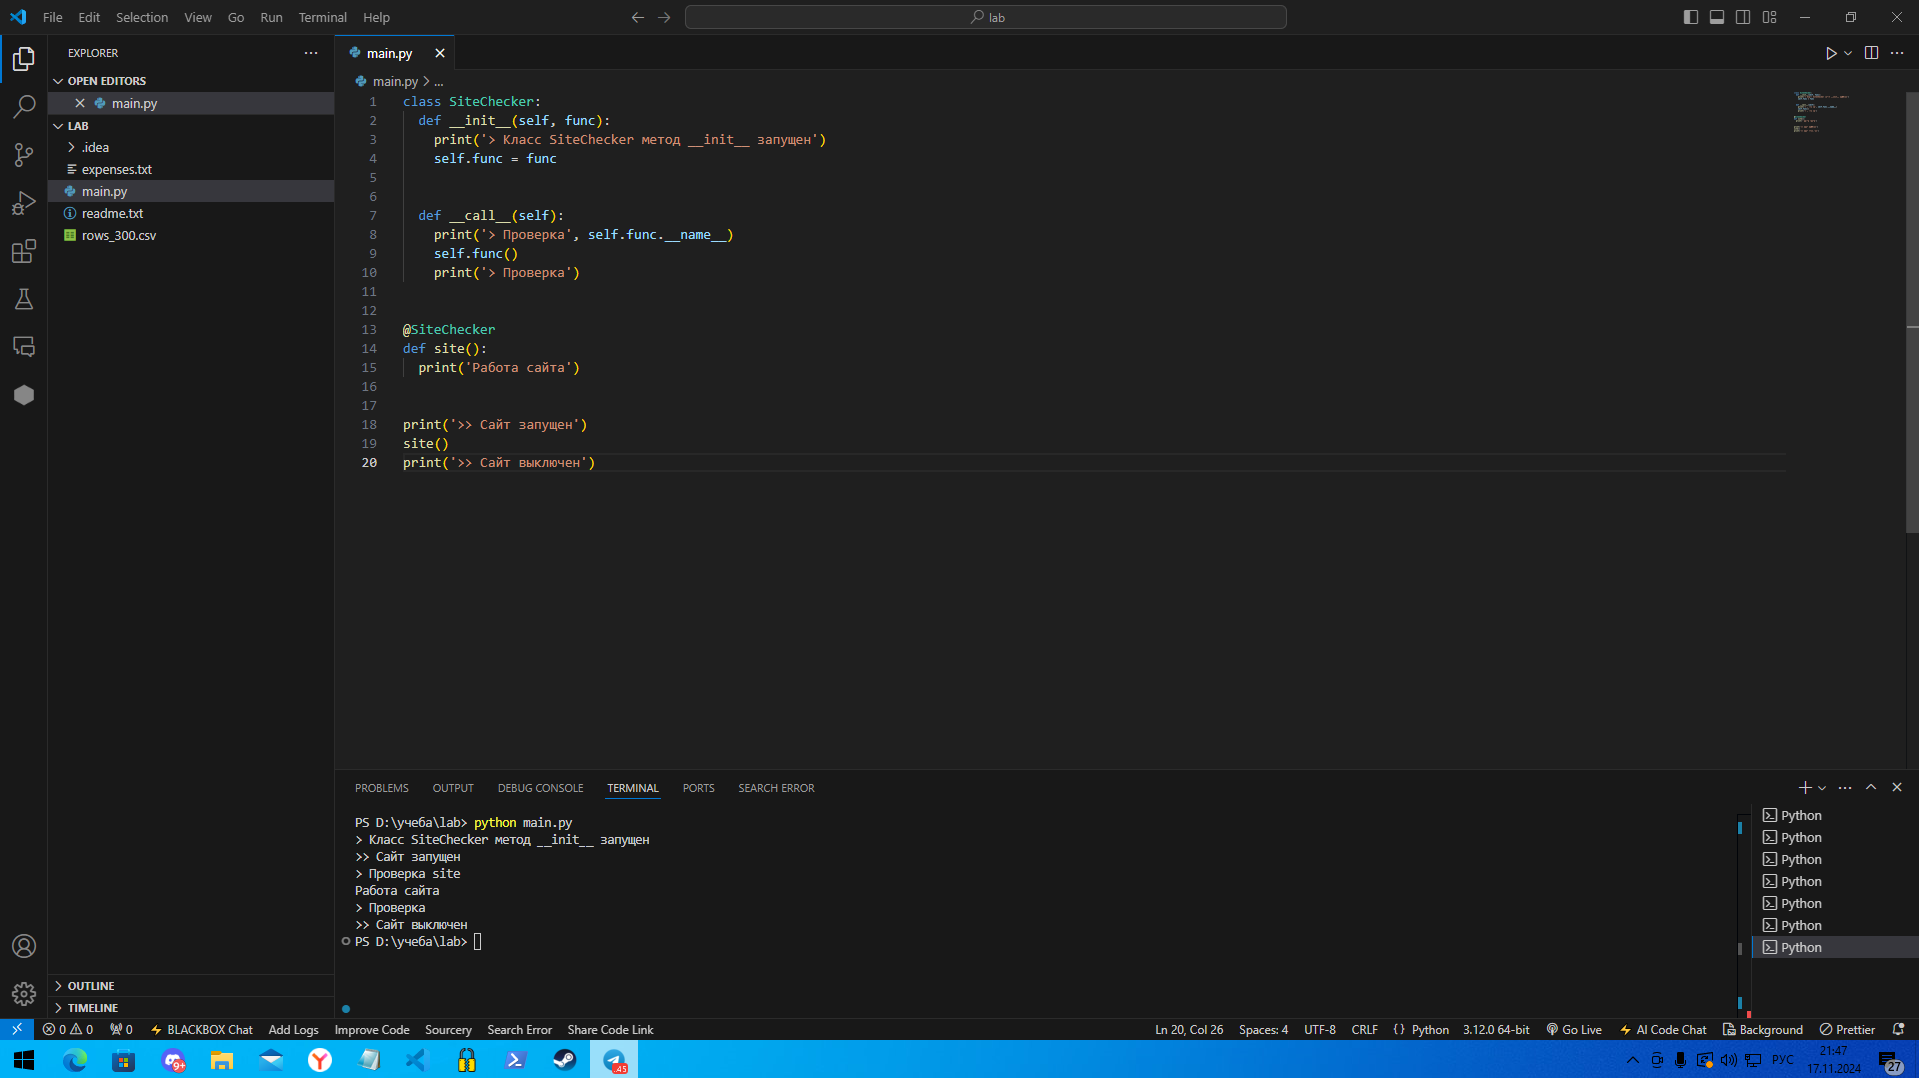 File Edit Selection View Go Run Terminal Help
lab
EXPLORER
OPEN EDITORS
main.py
LAB
.idea
expenses.txt
main.py
readme.txt
rows_300.csv
OUTLINE
TIMELINE
main.py
main.py > ...
1 class SiteChecker:
2 def __init__(self, func):
3 print('> Класс SiteChecker метод __init__ запущен')
4 self.func = func
5
6
7 def __call__(self):
8 print('> Проверка', self.func.__name__)
9 self.func()
10 print('> Проверка')
11
12
13 @SiteChecker
14 def site():
15 print('Работа сайта')
16
17
18 print('>> Сайт запущен')
19 site()
20 print('>> Сайт выключен')
PROBLEMS OUTPUT DEBUG CONSOLE TERMINAL PORTS SEARCH ERROR
PS D:\учеба\lab> python main.py
> Класс SiteChecker метод __init__ запущен
>> Сайт запущен
> Проверка site
Работа сайта
> Проверка
>> Сайт выключен
PS D:\учеба\lab>
Python
Python
Python
Python
Python
Python
Python
0 0 0 BLACKBOX Chat Add Logs Improve Code Sourcery Search Error Share Code Link Ln 20, Col 26 Spaces: 4 UTF-8 CRLF {} Python 3.12.0 64-bit Go Live AI Code Chat Background Prettier
9+
.45
РУС
21:47
17.11.2024
27